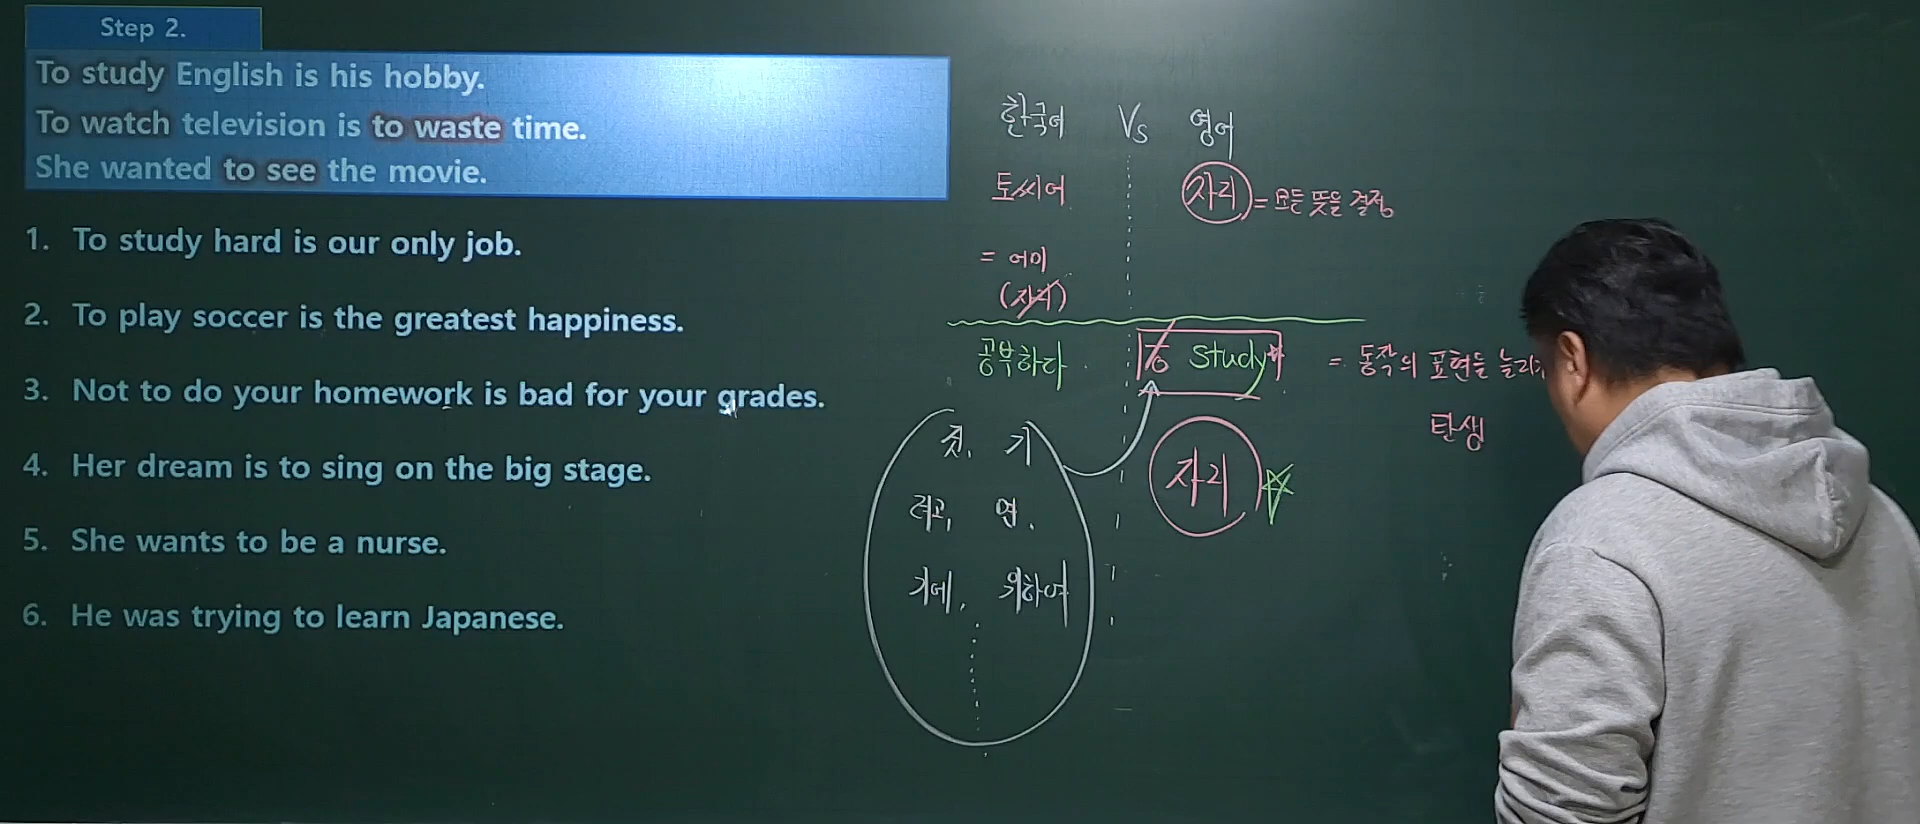 Step 2.
To study English is his hobby.
To watch television is to waste time.
She wanted to see the movie.
1. To study hard is our only job.
2. To play soccer is the greatest happiness.
3. Not to do your homework is bad for your grades.
4. Her dream is to sing on the big stage.
5. She wants to be a nurse.
6. He was trying to learn Japanese.
한국어 Vs 영어
토씨어 자리 = 모든 뜻을 결정
= 어미
(자리)
공부하다 to study = 동작의 표현을 늘리
탄생
것, 기
려고,
자리
기에, 위하여